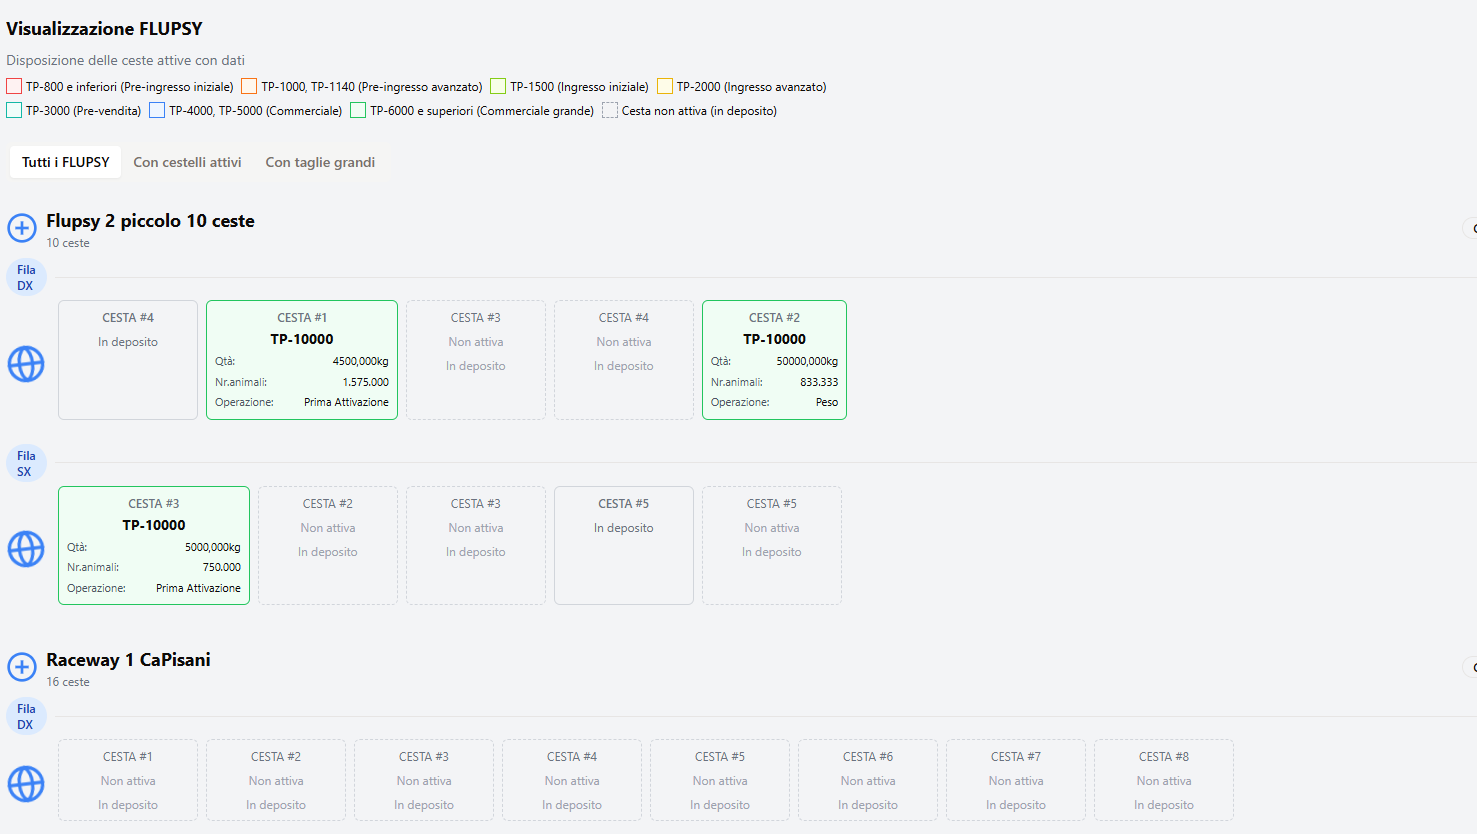 Visualizzazione FLUPSY
Disposizione delle ceste attive con dati
TP-800 e inferiori (Pre-ingresso iniziale) TP-1000, TP-1140 (Pre-ingresso avanzato) TP-1500 (Ingresso iniziale) TP-2000 (Ingresso avanzato)
TP-3000 (Pre-vendita) TP-4000, TP-5000 (Commerciale) TP-6000 e superiori (Commerciale grande) Cesta non attiva (in deposito)
Tutti i FLUPSY Con cestelli attivi Con taglie grandi
Flupsy 2 piccolo 10 ceste
10 ceste
Fila
DX
CESTA #4
In deposito
CESTA #1
TP-10000
Qtà: 4500,000kg
Nr.animali: 1.575.000
Operazione: Prima Attivazione
CESTA #3
Non attiva
In deposito
CESTA #4
Non attiva
In deposito
CESTA #2
TP-10000
Qtà: 50000,000kg
Nr.animali: 833.333
Operazione: Peso
Fila
SX
CESTA #3
TP-10000
Qtà: 5000,000kg
Nr.animali: 750.000
Operazione: Prima Attivazione
CESTA #2
Non attiva
In deposito
CESTA #3
Non attiva
In deposito
CESTA #5
In deposito
CESTA #5
Non attiva
In deposito
Raceway 1 CaPisani
16 ceste
Fila
DX
CESTA #1
Non attiva
In deposito
CESTA #2
Non attiva
In deposito
CESTA #3
Non attiva
In deposito
CESTA #4
Non attiva
In deposito
CESTA #5
Non attiva
In deposito
CESTA #6
Non attiva
In deposito
CESTA #7
Non attiva
In deposito
CESTA #8
Non attiva
In deposito